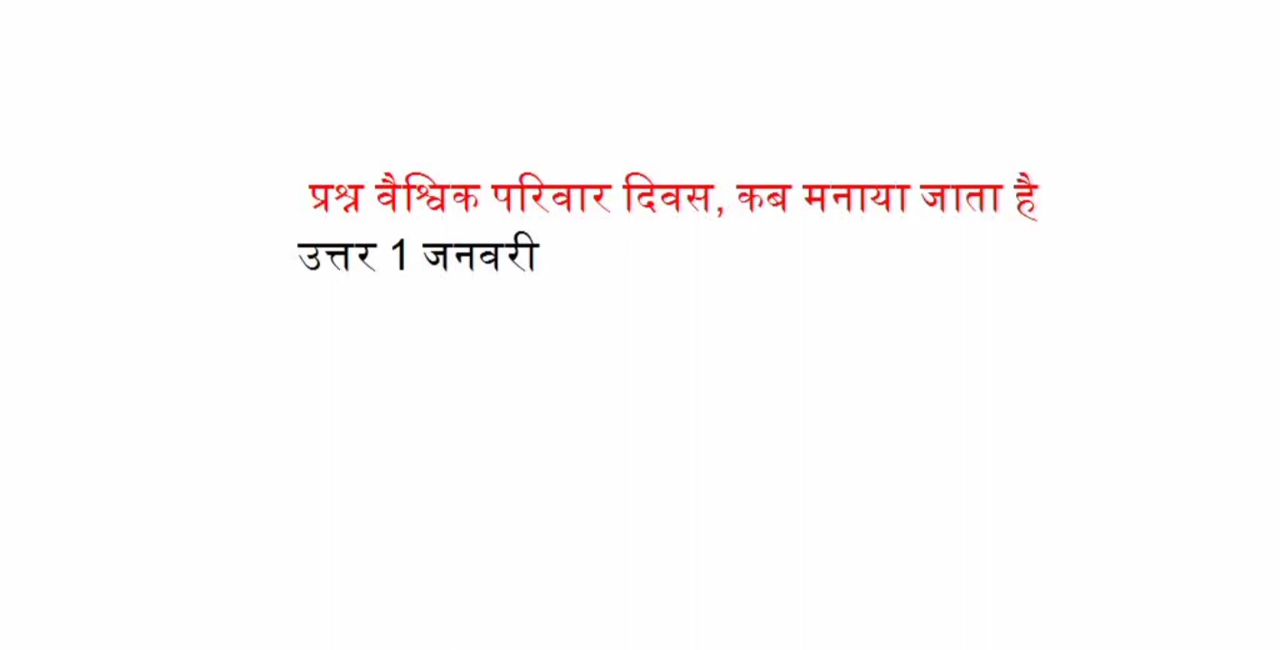 प्रश्न वैश्विक परिवार दिवस, कब मनाया जाता है
उत्तर 1 जनवरी